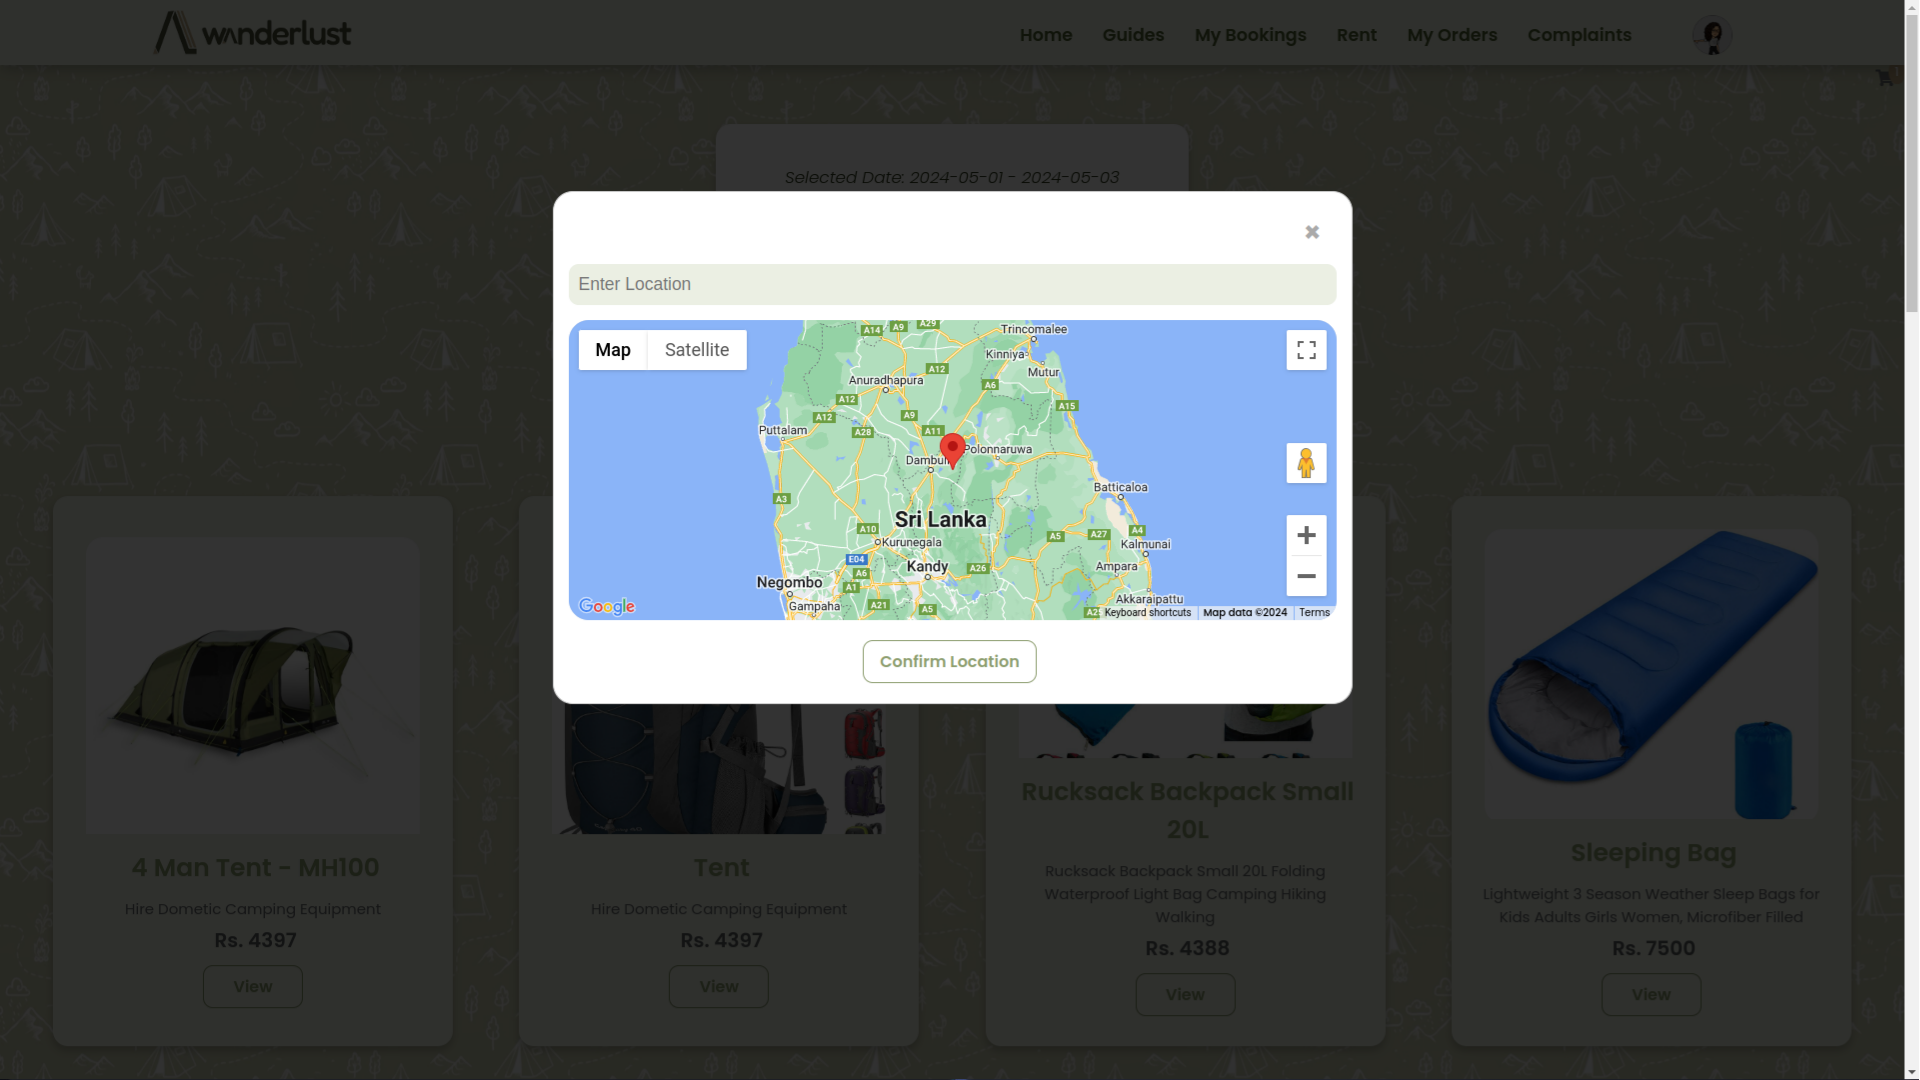 wanderlust
Home Guides My Bookings Rent My Orders Complaints
Selected Date: 2024-05-01 - 2024-05-03
✖
Enter Location
Map Satellite
A14 A9 A29
Trincomalee
Kinniya
Mutur
A12
Anuradhapura
A6
A12
A15
A12 A9
Puttalam
A28 A11
Polonnaruwa
Dambull
Batticaloa
A3
Sri Lanka
A10
A5 A27 A4
Kurunegala
Kalmunai
E04
Kandy
A26
Ampara
A6
Negombo
A1
Akkaraipattu
Gampaha
A21 A5
A25
Google
Keyboard shortcuts Map data ©2024 Terms
Confirm Location
4 Man Tent - MH100
Hire Dometic Camping Equipment
Rs. 4397
View
Tent
Hire Dometic Camping Equipment
Rs. 4397
View
Rucksack Backpack Small
20L
Rucksack Backpack Small 20L Folding
Waterproof Light Bag Camping Hiking
Walking
Rs. 4388
View
Sleeping Bag
Lightweight 3 Season Weather Sleep Bags for
Kids Adults Girls Women, Microfiber Filled
Rs. 7500
View